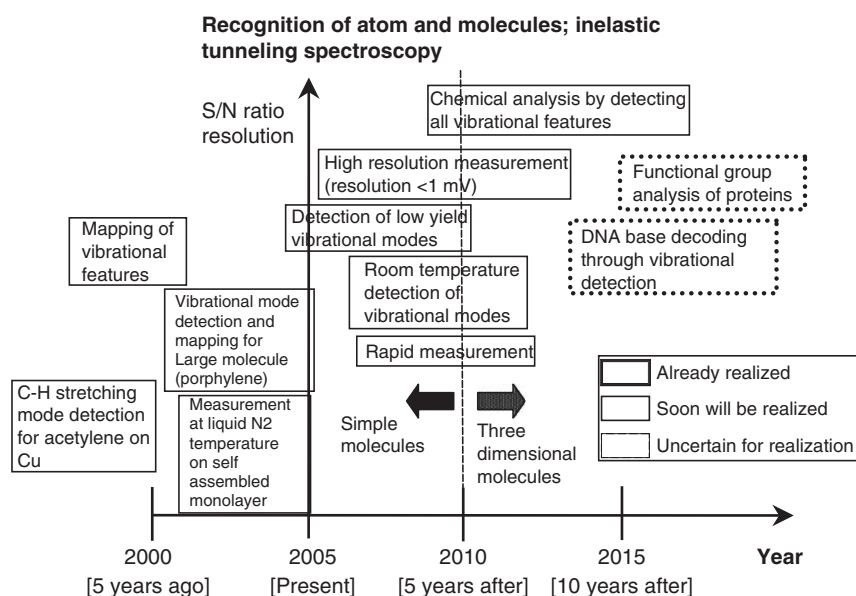 Recognition of atom and molecules; inelastic
tunneling spectroscopy
S/N ratio
resolution
Chemical analysis by detecting
all vibrational features
High resolution measurement
(resolution <1 mV)
Functional group
analysis of proteins
Detection of low yield
vibrational modes
Mapping of
vibrational
features
DNA base decoding
through vibrational
detection
Room temperature
detection of
vibrational modes
Vibrational mode
detection and
mapping for
Large molecule
(porphylene)
Rapid measurement
C-H stretching
mode detection
for acetylene on
Cu
Measurement
at liquid N2
temperature
on self
assembled
monolayer
Simple
molecules
Three
dimensional
molecules
Already realized
Soon will be realized
Uncertain for realization
2000
2005
2010
2015
Year
[5 years ago]
[Present]
[5 years after]
[10 years after]